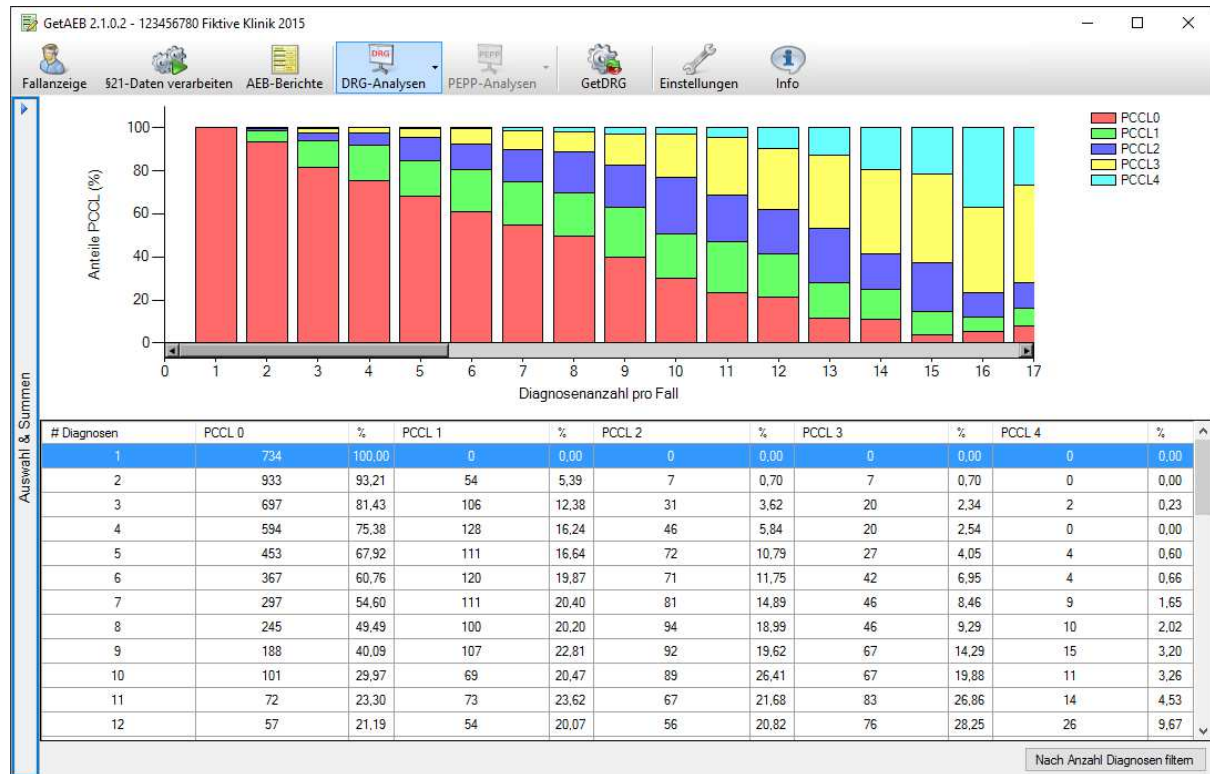 GetAEB 2.1.0.2 - 123456780 Fiktive Klinik 2015
DRG PEPP
Fallanzeige §21-Daten verarbeiten AEB-Berichte DRG-Analysen PEPP-Analysen GetDRG Einstellungen Info
Auswahl & Summen
Anteile PCCL (%)
100
80
60
40
20
0
0 1 2 3 4 5 6 7 8 9 10 11 12 13 14 15 16 17
Diagnosenanzahl pro Fall
PCCL0
PCCL1
PCCL2
PCCL3
PCCL4
# Diagnosen PCCL 0 % PCCL 1 % PCCL 2 % PCCL 3 % PCCL 4 %
1 734 100,00 0 0,00 0 0,00 0 0,00 0 0,00
2 933 93,21 54 5,39 7 0,70 7 0,70 0 0,00
3 697 81,43 106 12,38 31 3,62 20 2,34 2 0,23
4 594 75,38 128 16,24 46 5,84 20 2,54 0 0,00
5 453 67,92 111 16,64 72 10,79 27 4,05 4 0,60
6 367 60,76 120 19,87 71 11,75 42 6,95 4 0,66
7 297 54,60 111 20,40 81 14,89 46 8,46 9 1,65
8 245 49,49 100 20,20 94 18,99 46 9,29 10 2,02
9 188 40,09 107 22,81 92 19,62 67 14,29 15 3,20
10 101 29,97 69 20,47 89 26,41 67 19,88 11 3,26
11 72 23,30 73 23,62 67 21,68 83 26,86 14 4,53
12 57 21,19 54 20,07 56 20,82 76 28,25 26 9,67
Nach Anzahl Diagnosen filtern